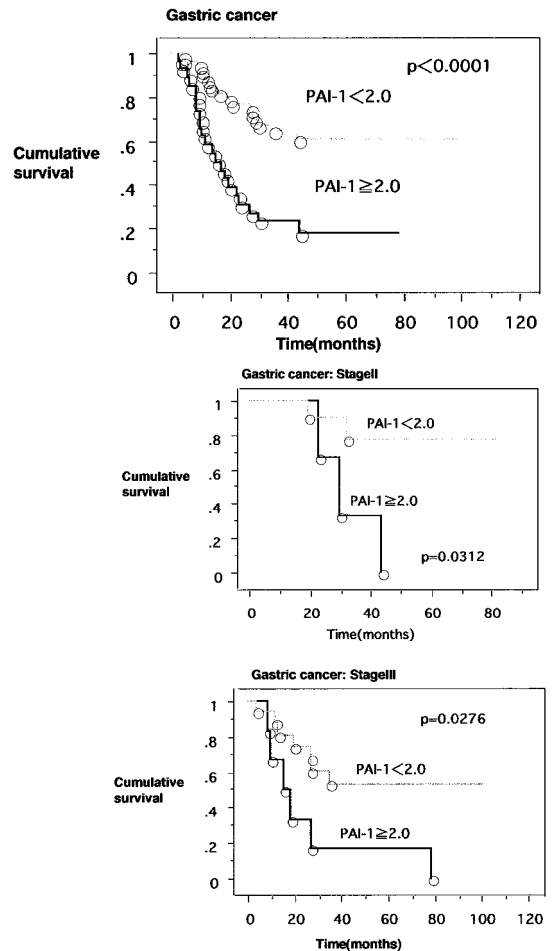 Gastric cancer
1
.8
.6
.4
.2
0
Cumulative
survival
p<0.0001
PAI-1<2.0
PAI-1≧2.0
0 20 40 60 80 100 120
Time(months)
Gastric cancer: StageII
1
.8
.6
.4
.2
0
Cumulative
survival
PAI-1<2.0
PAI-1≧2.0
p=0.0312
0 20 40 60 80
Time(months)
Gastric cancer: StageIII
1
.8
.6
.4
.2
0
Cumulative
survival
p=0.0276
PAI-1<2.0
PAI-1≧2.0
0 20 40 60 80 100 120
Time(months)